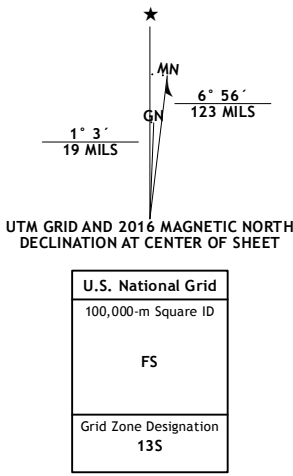 ★
MN
GN
6° 56´
123 MILS
1° 3´
19 MILS
UTM GRID AND 2016 MAGNETIC NORTH
DECLINATION AT CENTER OF SHEET
U.S. National Grid
100,000-m Square ID
FS
Grid Zone Designation
13S